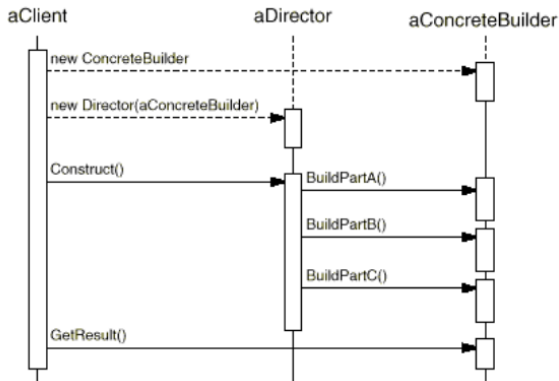 aClient
aDirector
aConcreteBuilder
new ConcreteBuilder
new Director(aConcreteBuilder)
Construct()
BuildPartA()
BuildPartB()
BuildPartC()
GetResult()